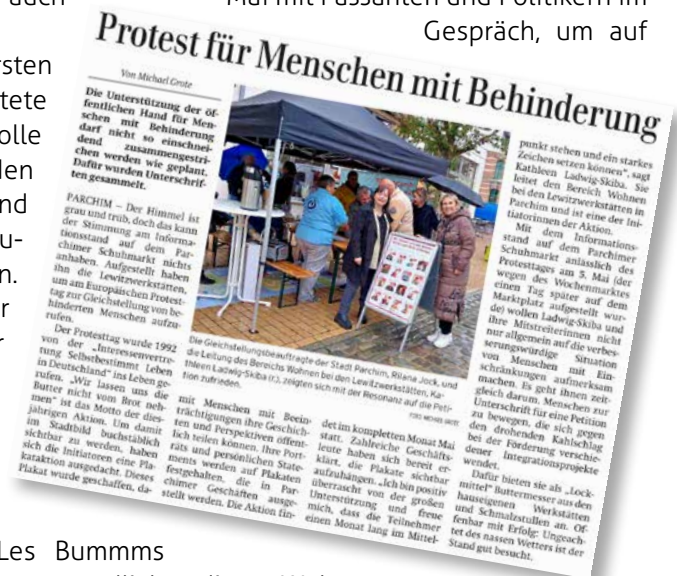 auch
Mal mit Passanten und Politikern im
Gespräch, um auf
rsten
tete
olle
den
nd
u-
n.
r
r
Les Bummms
Protest für Menschen mit Behinderung
Von Michael Grote
Die Unterstützung der öf-
fentlichen Hand für Men-
schen mit Behinderung
darf nicht so einschnei-
dend zusammengestri-
chen werden wie geplant.
Dafür wurden Unterschrif-
ten gesammelt.
PARCHIM – Der Himmel ist
grau und trüb, doch das kann
der Stimmung am Informa-
tionsstand auf dem Par-
chimer Schuhmarkt nichts
anhaben. Aufgestellt haben
ihn die Lewitzwerkstätten,
um am Europäischen Protest-
tag zur Gleichstellung von be-
hinderten Menschen aufzu-
rufen.
Der Protesttag wurde 1992
von der „Interessenvertre-
tung Selbstbestimmt Leben
in Deutschland“ ins Leben ge-
rufen. „Wir lassen uns die
Butter nicht vom Brot neh-
men“ ist das Motto der dies-
jährigen Aktion. Um damit
im Stadtbild buchstäblich
sichtbar zu werden, haben
sich die Initiatoren eine Pla-
kataktion ausgedacht. Dieses
Plakat wurde geschaffen, da-
Die Gleichstellungsbeauftragte der Stadt Parchim, Rilana Jock, und
die Leitung des Bereichs Wohnen bei den Lewitzwerkstätten, Ka-
thleen Ladwig-Skiba (r.), zeigten sich mit der Resonanz auf die Peti-
tion zufrieden.
mit Menschen mit Beein-
trächtigungen ihre Geschich-
ten und Perspektiven öffent-
lich teilen können. Ihre Port-
räts und persönlichen State-
ments werden auf Plakaten
festgehalten, die in Par-
chimer Geschäften ausge-
stellt werden. Die Aktion fin-
det im kompletten Monat Mai
statt. Zahlreiche Geschäfts-
leute haben sich bereit er-
klärt, die Plakate sichtbar
aufzuhängen. „Ich bin positiv
überrascht von der großen
Unterstützung und freue
mich, dass die Teilnehmer
einen Monat lang im Mittel-
punkt stehen und ein starkes
Zeichen setzen können“, sagt
Kathleen Ladwig-Skiba. Sie
leitet den Bereich Wohnen
bei den Lewitzwerkstätten in
Parchim und ist eine der Ini-
tiatorinnen der Aktion.
Mit dem Informations-
stand auf dem Parchimer
Schuhmarkt anlässlich des
Protesttages am 5. Mai (der
wegen des Wochenmarktes
einen Tag später auf dem
Marktplatz aufgestellt wur-
de) wollen Ladwig-Skiba und
ihre Mitstreiterinnen nicht
nur allgemein auf die verbes-
serungswürdige Situation
von Menschen mit Ein-
schränkungen aufmerksam
machen. Es geht ihnen zeit-
gleich darum, Menschen zur
Unterschrift für eine Petition
zu bewegen, die sich gegen
den drohenden Kahlschlag
bei der Förderung verschie-
dener Integrationsprojekte
wendet.
Dafür bieten sie als „Lock-
mittel“ Buttermesser aus den
hauseigenen Werkstätten
und Schmalzstullen an. Of-
fenbar mit Erfolg: Ungeach-
tet des nassen Wetters ist der
Stand gut besucht.